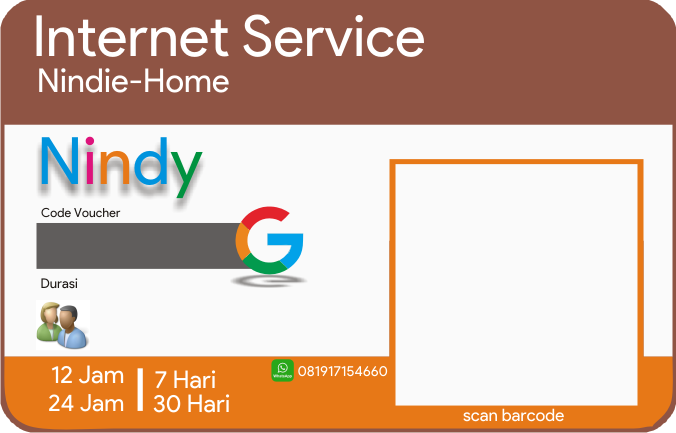 Internet Service
Nindie-Home
Nindy
Code Voucher
G
Durasi
12 Jam
24 Jam
7 Hari
30 Hari
WhatsApp
081917154660
scan barcode